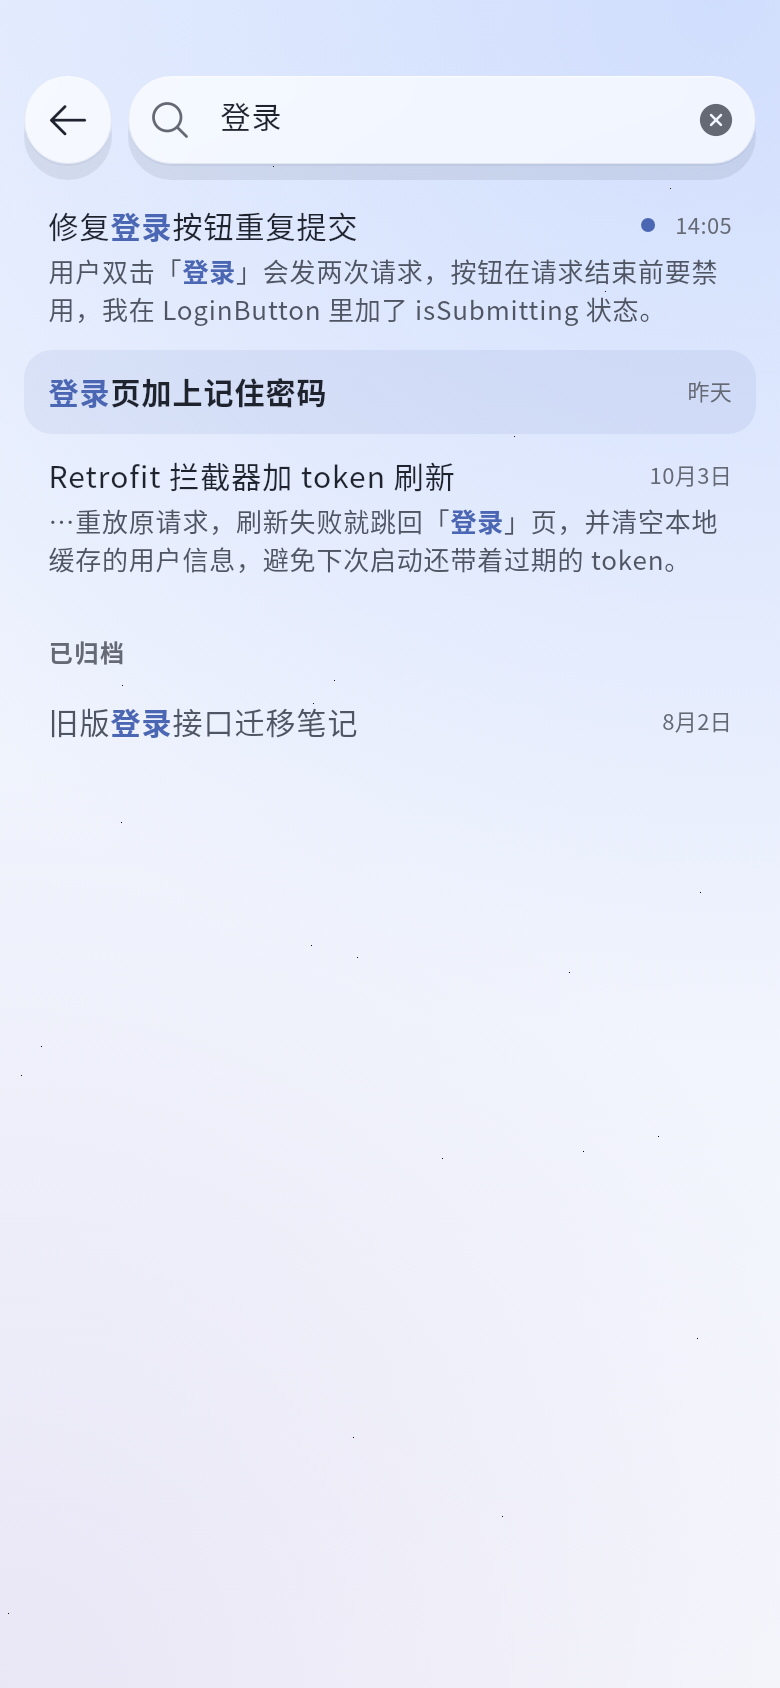 登录
修复登录按钮重复提交
14:05
用户双击「登录」会发两次请求，按钮在请求结束前要禁
用，我在 LoginButton 里加了 isSubmitting 状态。
登录页加上记住密码
昨天
Retrofit 拦截器加 token 刷新
10月3日
…重放原请求，刷新失败就跳回「登录」页，并清空本地
缓存的用户信息，避免下次启动还带着过期的 token。
已归档
旧版登录接口迁移笔记
8月2日